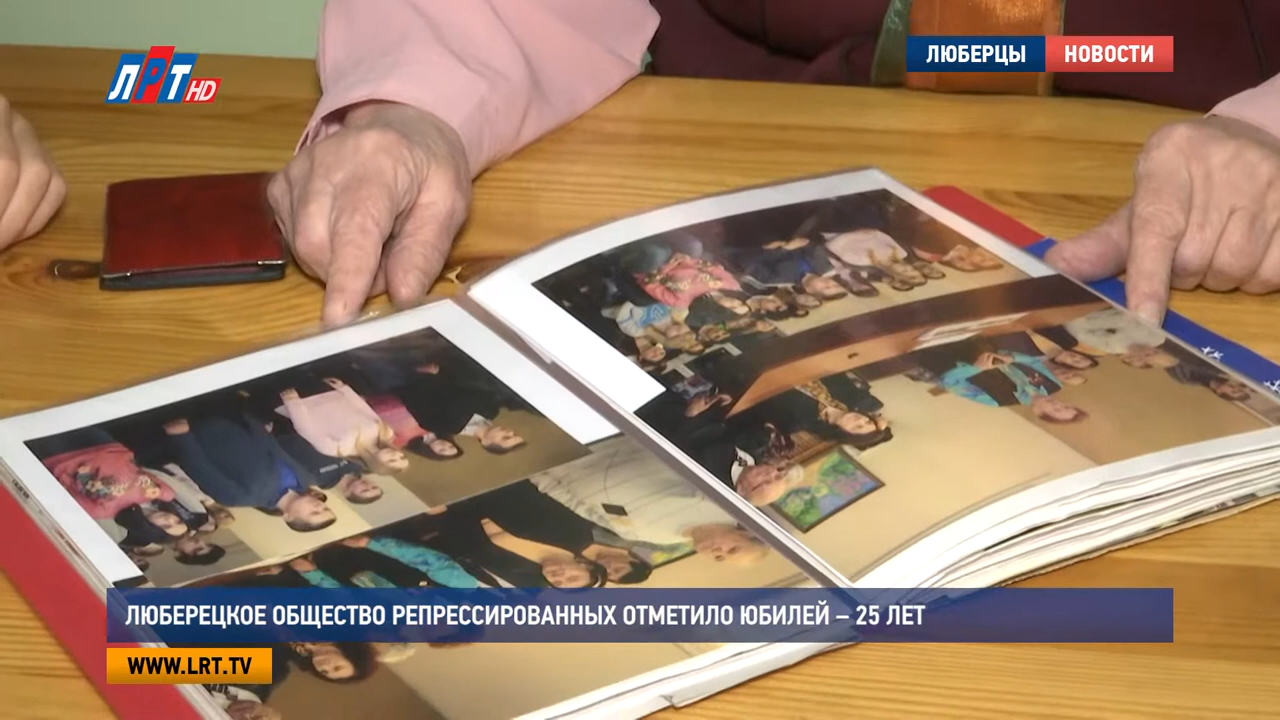 ЛРТ HD
ЛЮБЕРЦЫ НОВОСТИ
ЛЮБЕРЕЦКОЕ ОБЩЕСТВО РЕПРЕССИРОВАННЫХ ОТМЕТИЛО ЮБИЛЕЙ – 25 ЛЕТ
WWW.LRT.TV